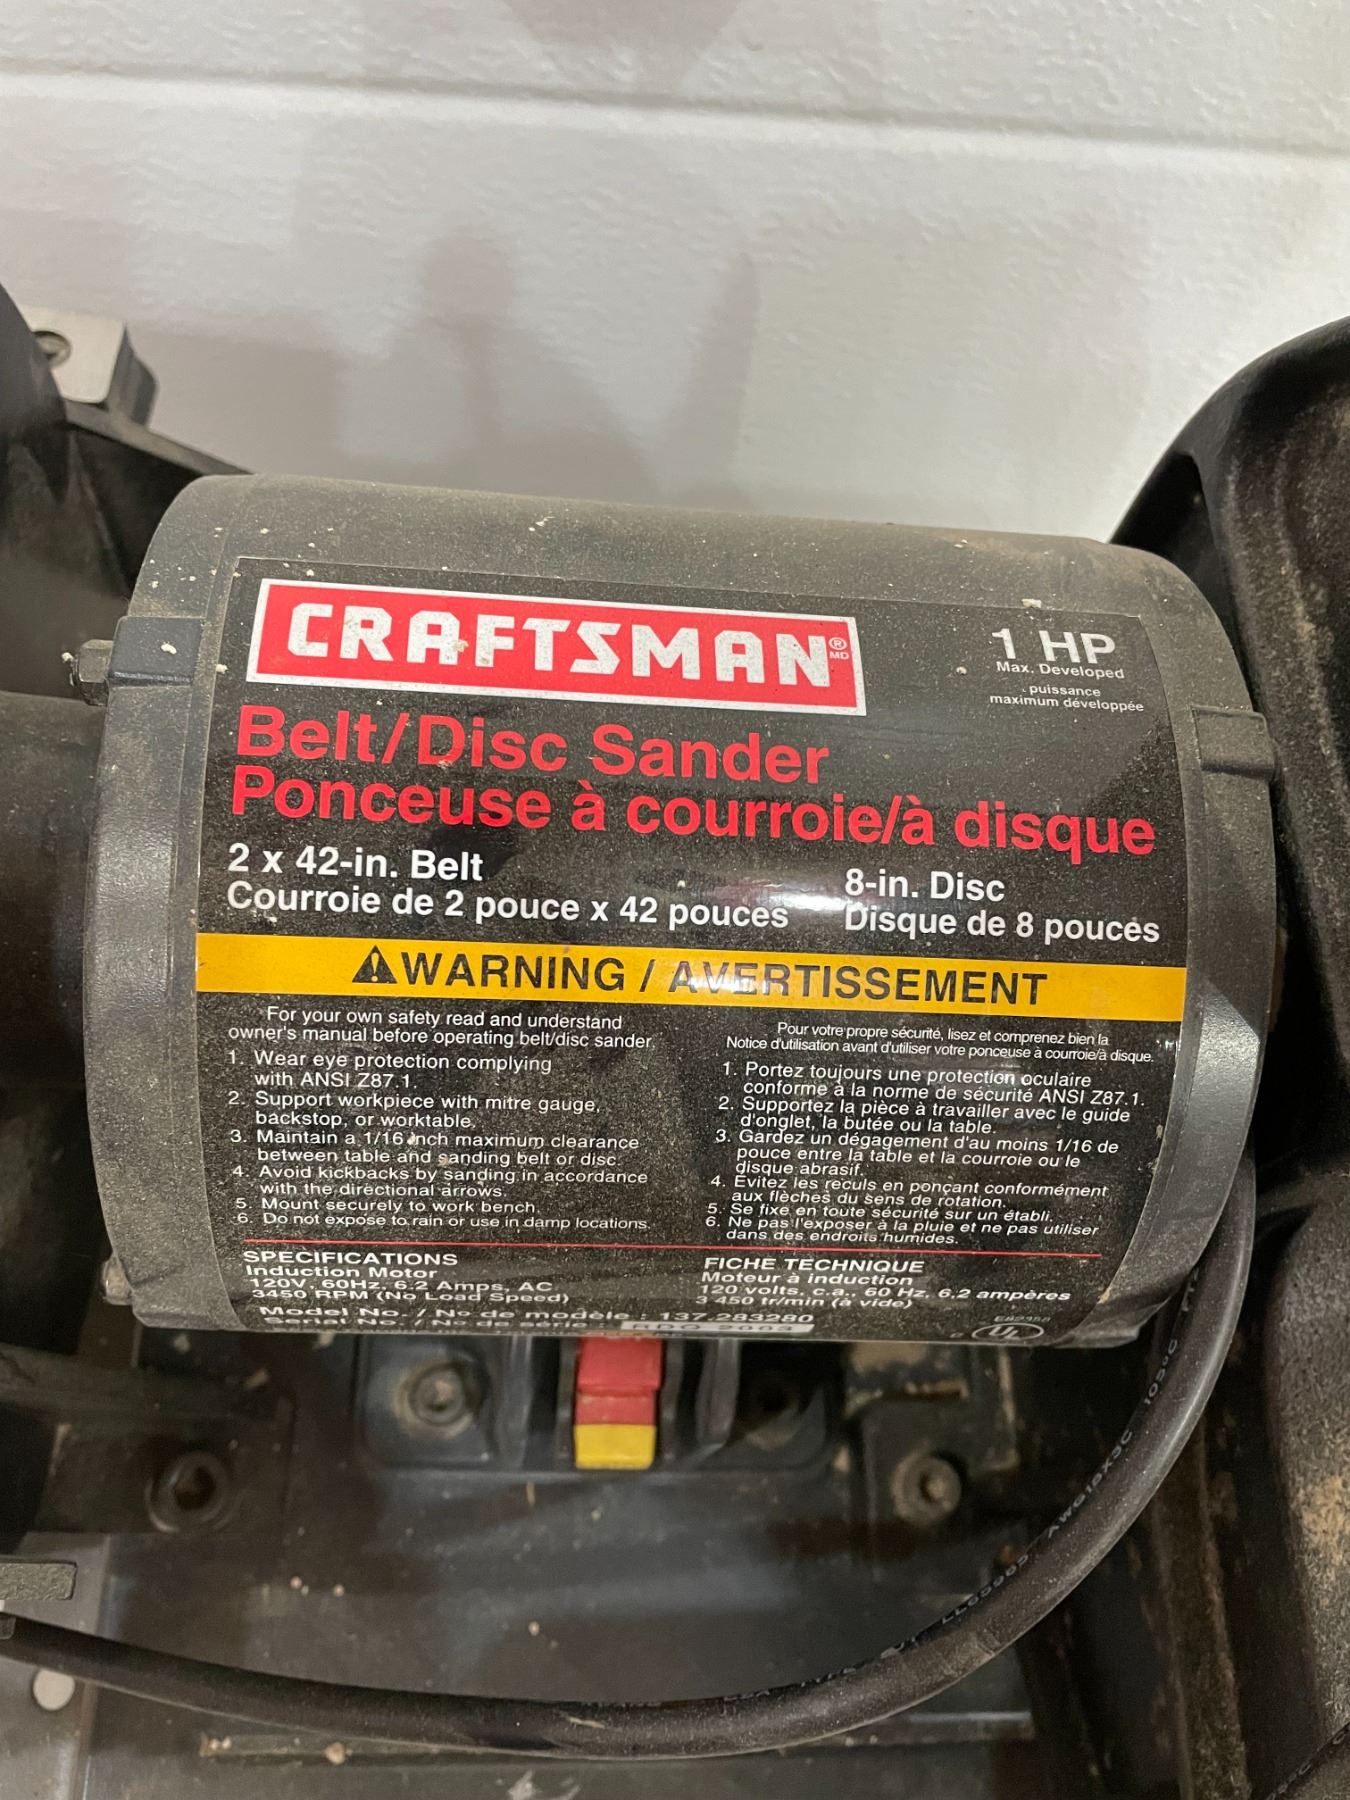 CRAFTSMAN® MD
1 HP
Max. Developed
puissance
maximum développée
Belt/Disc Sander
Ponceuse à courroie/à disque
2 x 42-in. Belt
Courroie de 2 pouce x 42 pouces
8-in. Disc
Disque de 8 pouces
WARNING / AVERTISSEMENT
For your own safety read and understand
owner's manual before operating belt/disc sander.
1. Wear eye protection complying
with ANSI Z87.1.
2. Support workpiece with mitre gauge,
backstop, or worktable.
3. Maintain a 1/16 inch maximum clearance
between table and sanding belt or disc.
4. Avoid kickbacks by sanding in accordance
with the directional arrows.
5. Mount securely to work bench.
6. Do not expose to rain or use in damp locations.
Pour votre propre sécurité, lisez et comprenez bien la
Notice d'utilisation avant d'utiliser votre ponceuse à courroie/à disque.
1. Portez toujours une protection oculaire
conforme à la norme de sécurité ANSI Z87.1.
2. Supportez la pièce à travailler avec le guide
d'onglet, la butée ou la table.
3. Gardez un dégagement d'au moins 1/16 de
pouce entre la table et la courroie ou le
disque abrasif.
4. Évitez les reculs en ponçant conformément
aux flèches du sens de rotation.
5. Se fixe en toute sécurité sur un établi.
6. Ne pas l'exposer à la pluie et ne pas utiliser
dans des endroits humides.
SPECIFICATIONS
Induction Motor
120V, 60Hz, 6.2 Amps, AC
3450 RPM (No Load Speed)
FICHE TECHNIQUE
Moteur à induction
120 volts, c.a., 60 Hz, 6,2 ampères
3 450 tr/min (à vide)
Model No. / No de modèle : 137.283280
Serial No. / No de série
c UL
AWG18X3C 105°C
LL65985